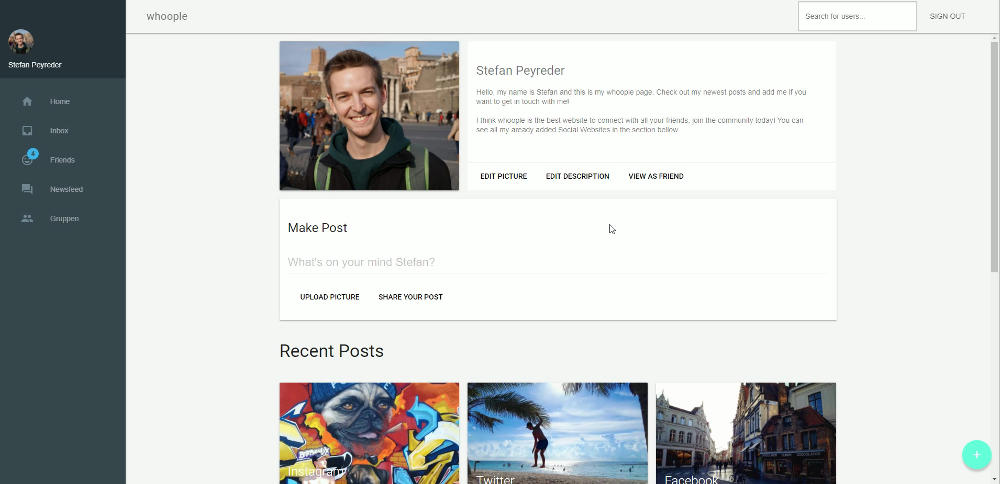 whoople
Search for users...
SIGN OUT
Stefan Peyreder
Home
Inbox
4
Friends
Newsfeed
Gruppen
Stefan Peyreder
Hello, my name is Stefan and this is my whoople page. Check out my newest posts and add me if you
want to get in touch with me!
I think whoople is the best website to connect with all your friends, join the community today! You can
see all my aready added Social Websites in the section bellow.
EDIT PICTURE
EDIT DESCRIPTION
VIEW AS FRIEND
Make Post
What's on your mind Stefan?
UPLOAD PICTURE
SHARE YOUR POST
Recent Posts
Instagram
Twitter
Facebook
CHOCOLATIER
CHOCOLATIER
+